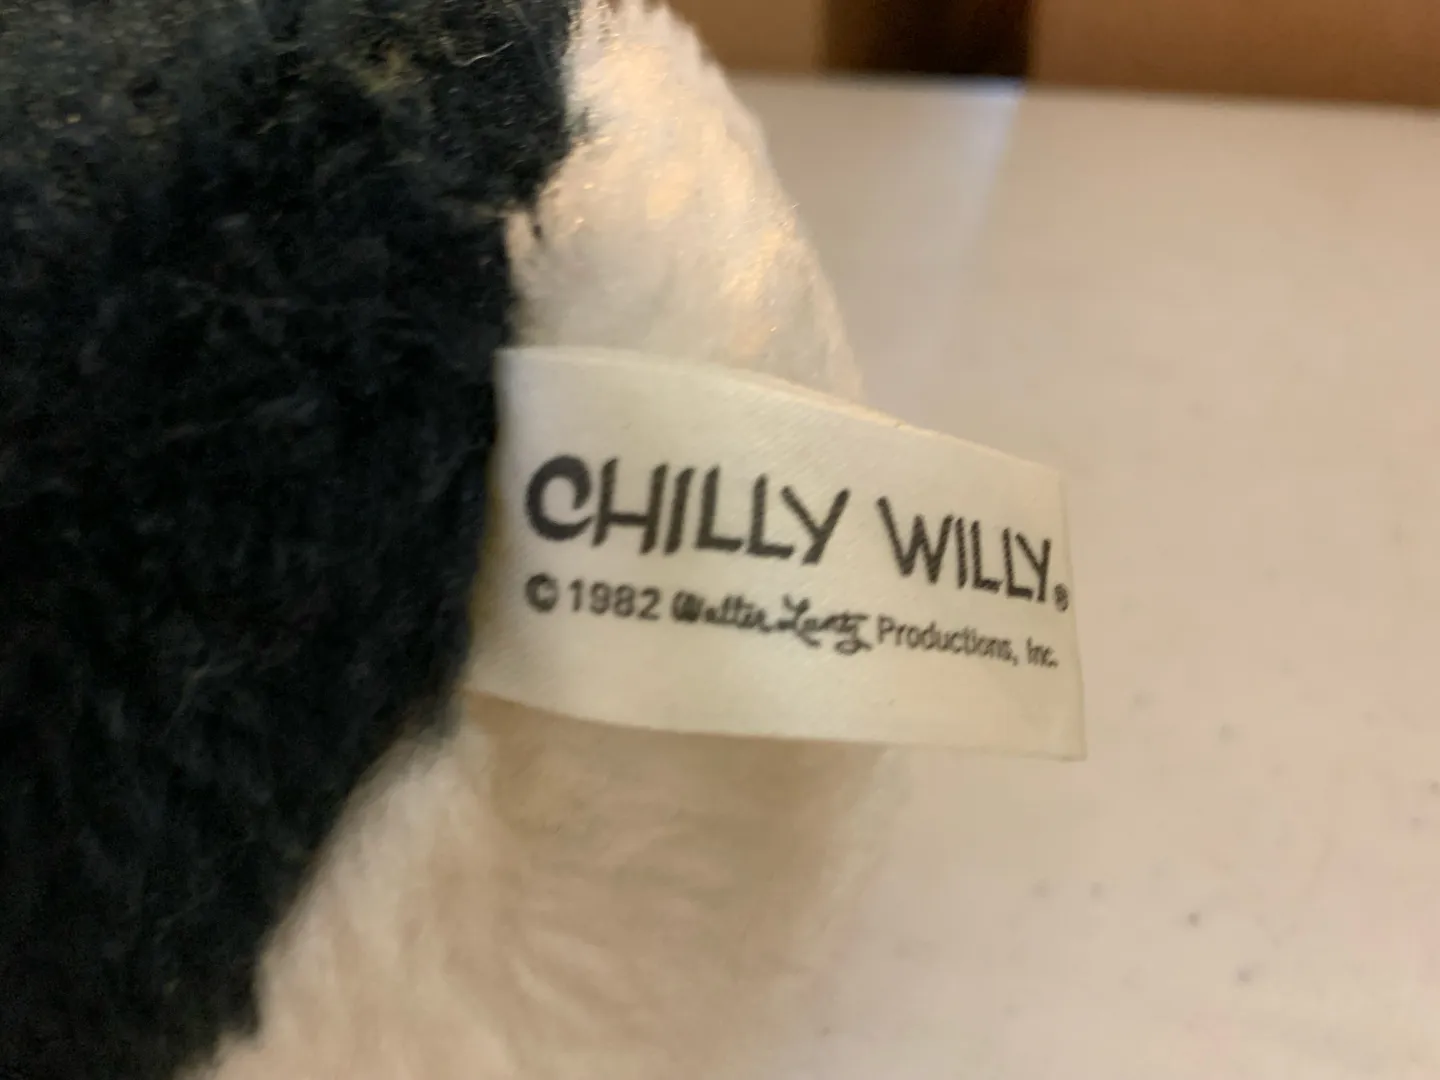 CHILLY WILLY®
© 1982 Walter Lantz Productions, Inc.